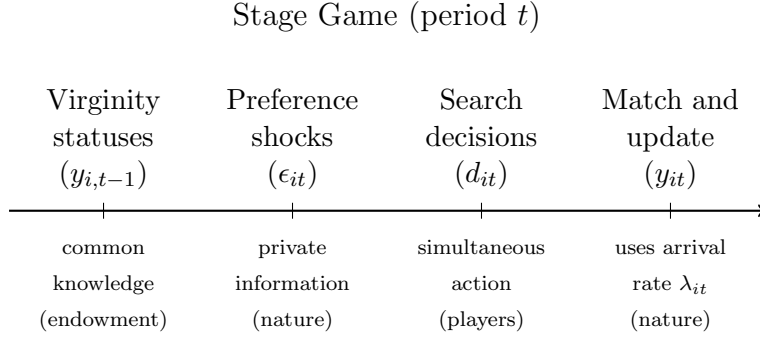 Stage Game (period t)
Virginity statuses (y_{i,t−1})
Preference shocks (ϵ_{it})
Search decisions (d_{it})
Match and update (y_{it})
common knowledge (endowment)
private information (nature)
simultaneous action (players)
uses arrival rate λ_{it} (nature)